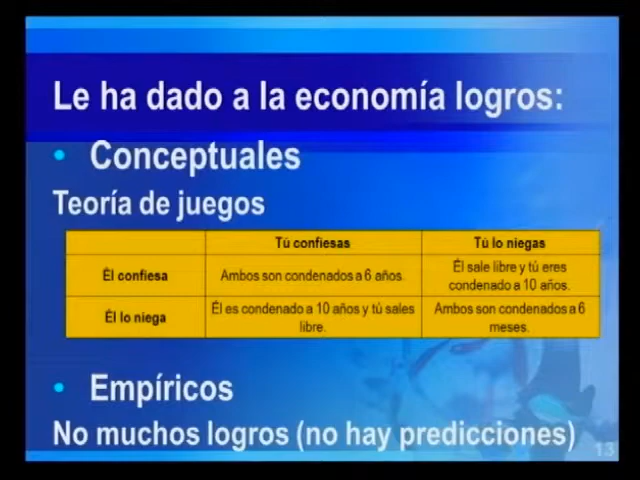 Le ha dado a la economía logros:
• Conceptuales
Teoría de juegos
Tú confiesas
Tú lo niegas
Él confiesa
Ambos son condenados a 6 años.
Él sale libre y tú eres
condenado a 10 años.
Él lo niega
Él es condenado a 10 años y tú sales
libre.
Ambos son condenados a 6
meses.
• Empíricos
No muchos logros (no hay predicciones)
13